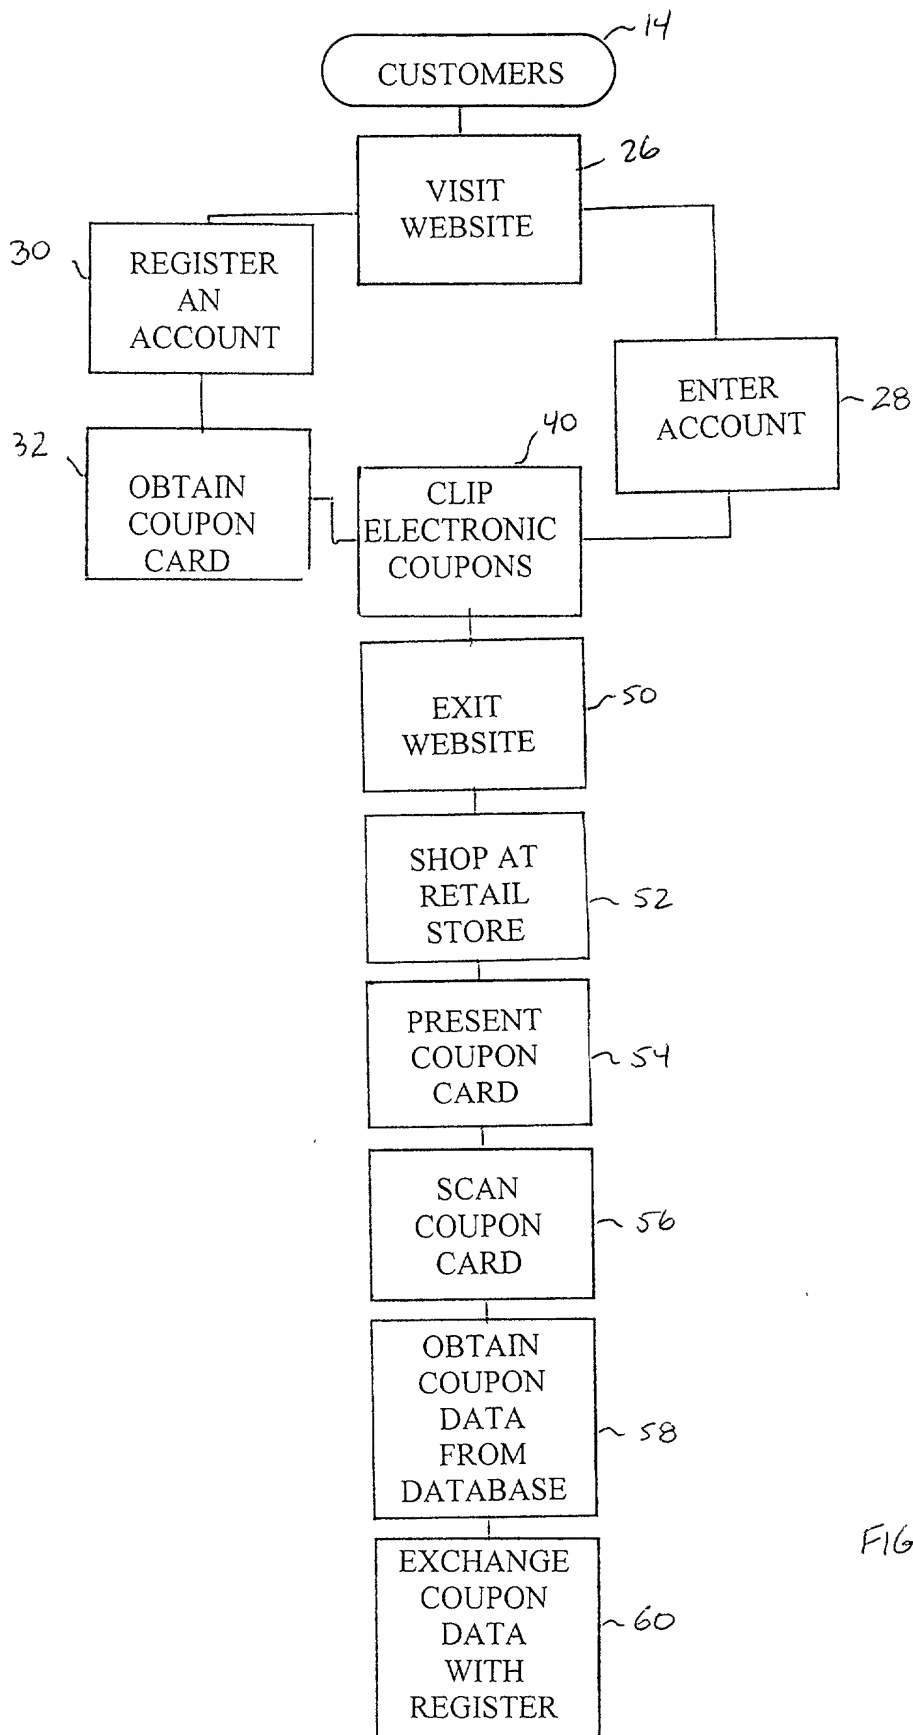 14
CUSTOMERS
26
VISIT
WEBSITE
30
REGISTER
AN
ACCOUNT
28
ENTER
ACCOUNT
32
OBTAIN
COUPON
CARD
40
CLIP
ELECTRONIC
COUPONS
50
EXIT
WEBSITE
52
SHOP AT
RETAIL
STORE
54
PRESENT
COUPON
CARD
56
SCAN
COUPON
CARD
58
OBTAIN
COUPON
DATA
FROM
DATABASE
FIG
60
EXCHANGE
COUPON
DATA
WITH
REGISTER